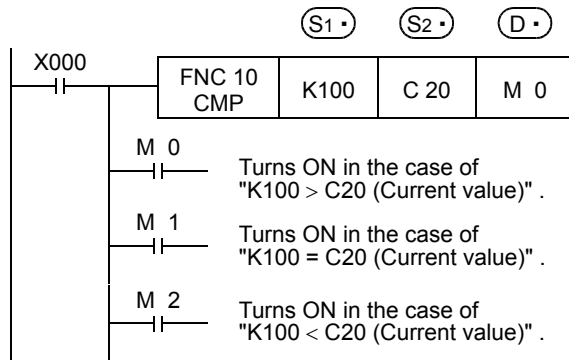 S1 · S2 · D ·
X000
FNC 10
CMP
K100
C 20
M 0
M 0
Turns ON in the case of
"K100 > C20 (Current value)" .
M 1
Turns ON in the case of
"K100 = C20 (Current value)" .
M 2
Turns ON in the case of
"K100 < C20 (Current value)" .